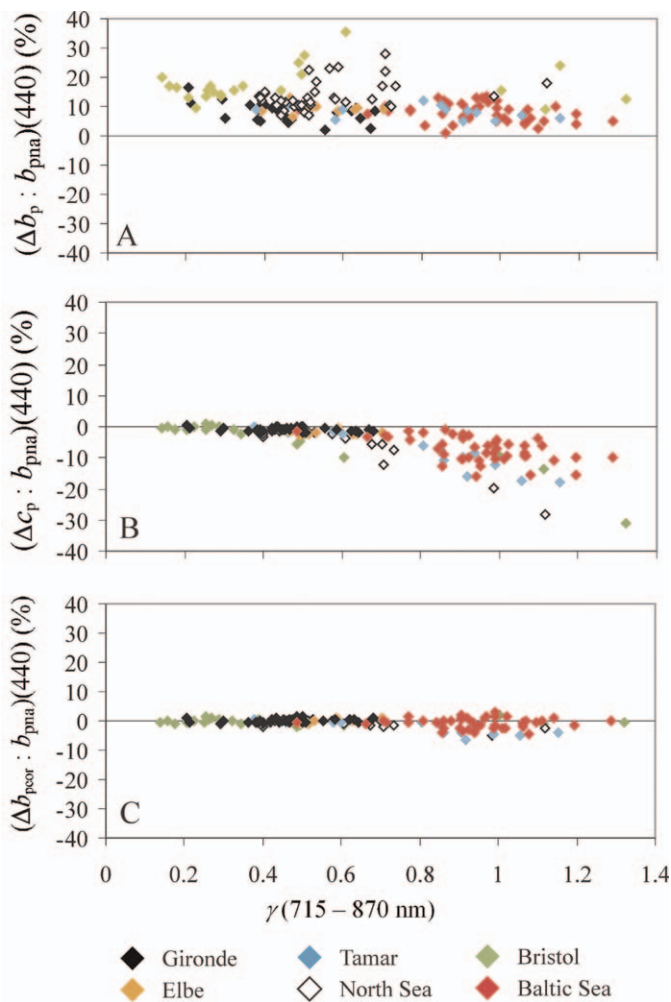 (Δbp : bpna)(440) (%)
40
30
20
10
0
-10
-20
-30
-40
A
(Δcp : bpna)(440) (%)
40
30
20
10
0
-10
-20
-30
-40
B
(Δbpcor : bpna)(440) (%)
40
30
20
10
0
-10
-20
-30
-40
C
0 0.2 0.4 0.6 0.8 1 1.2 1.4
γ (715 – 870 nm)
Gironde Tamar Bristol
Elbe North Sea Baltic Sea